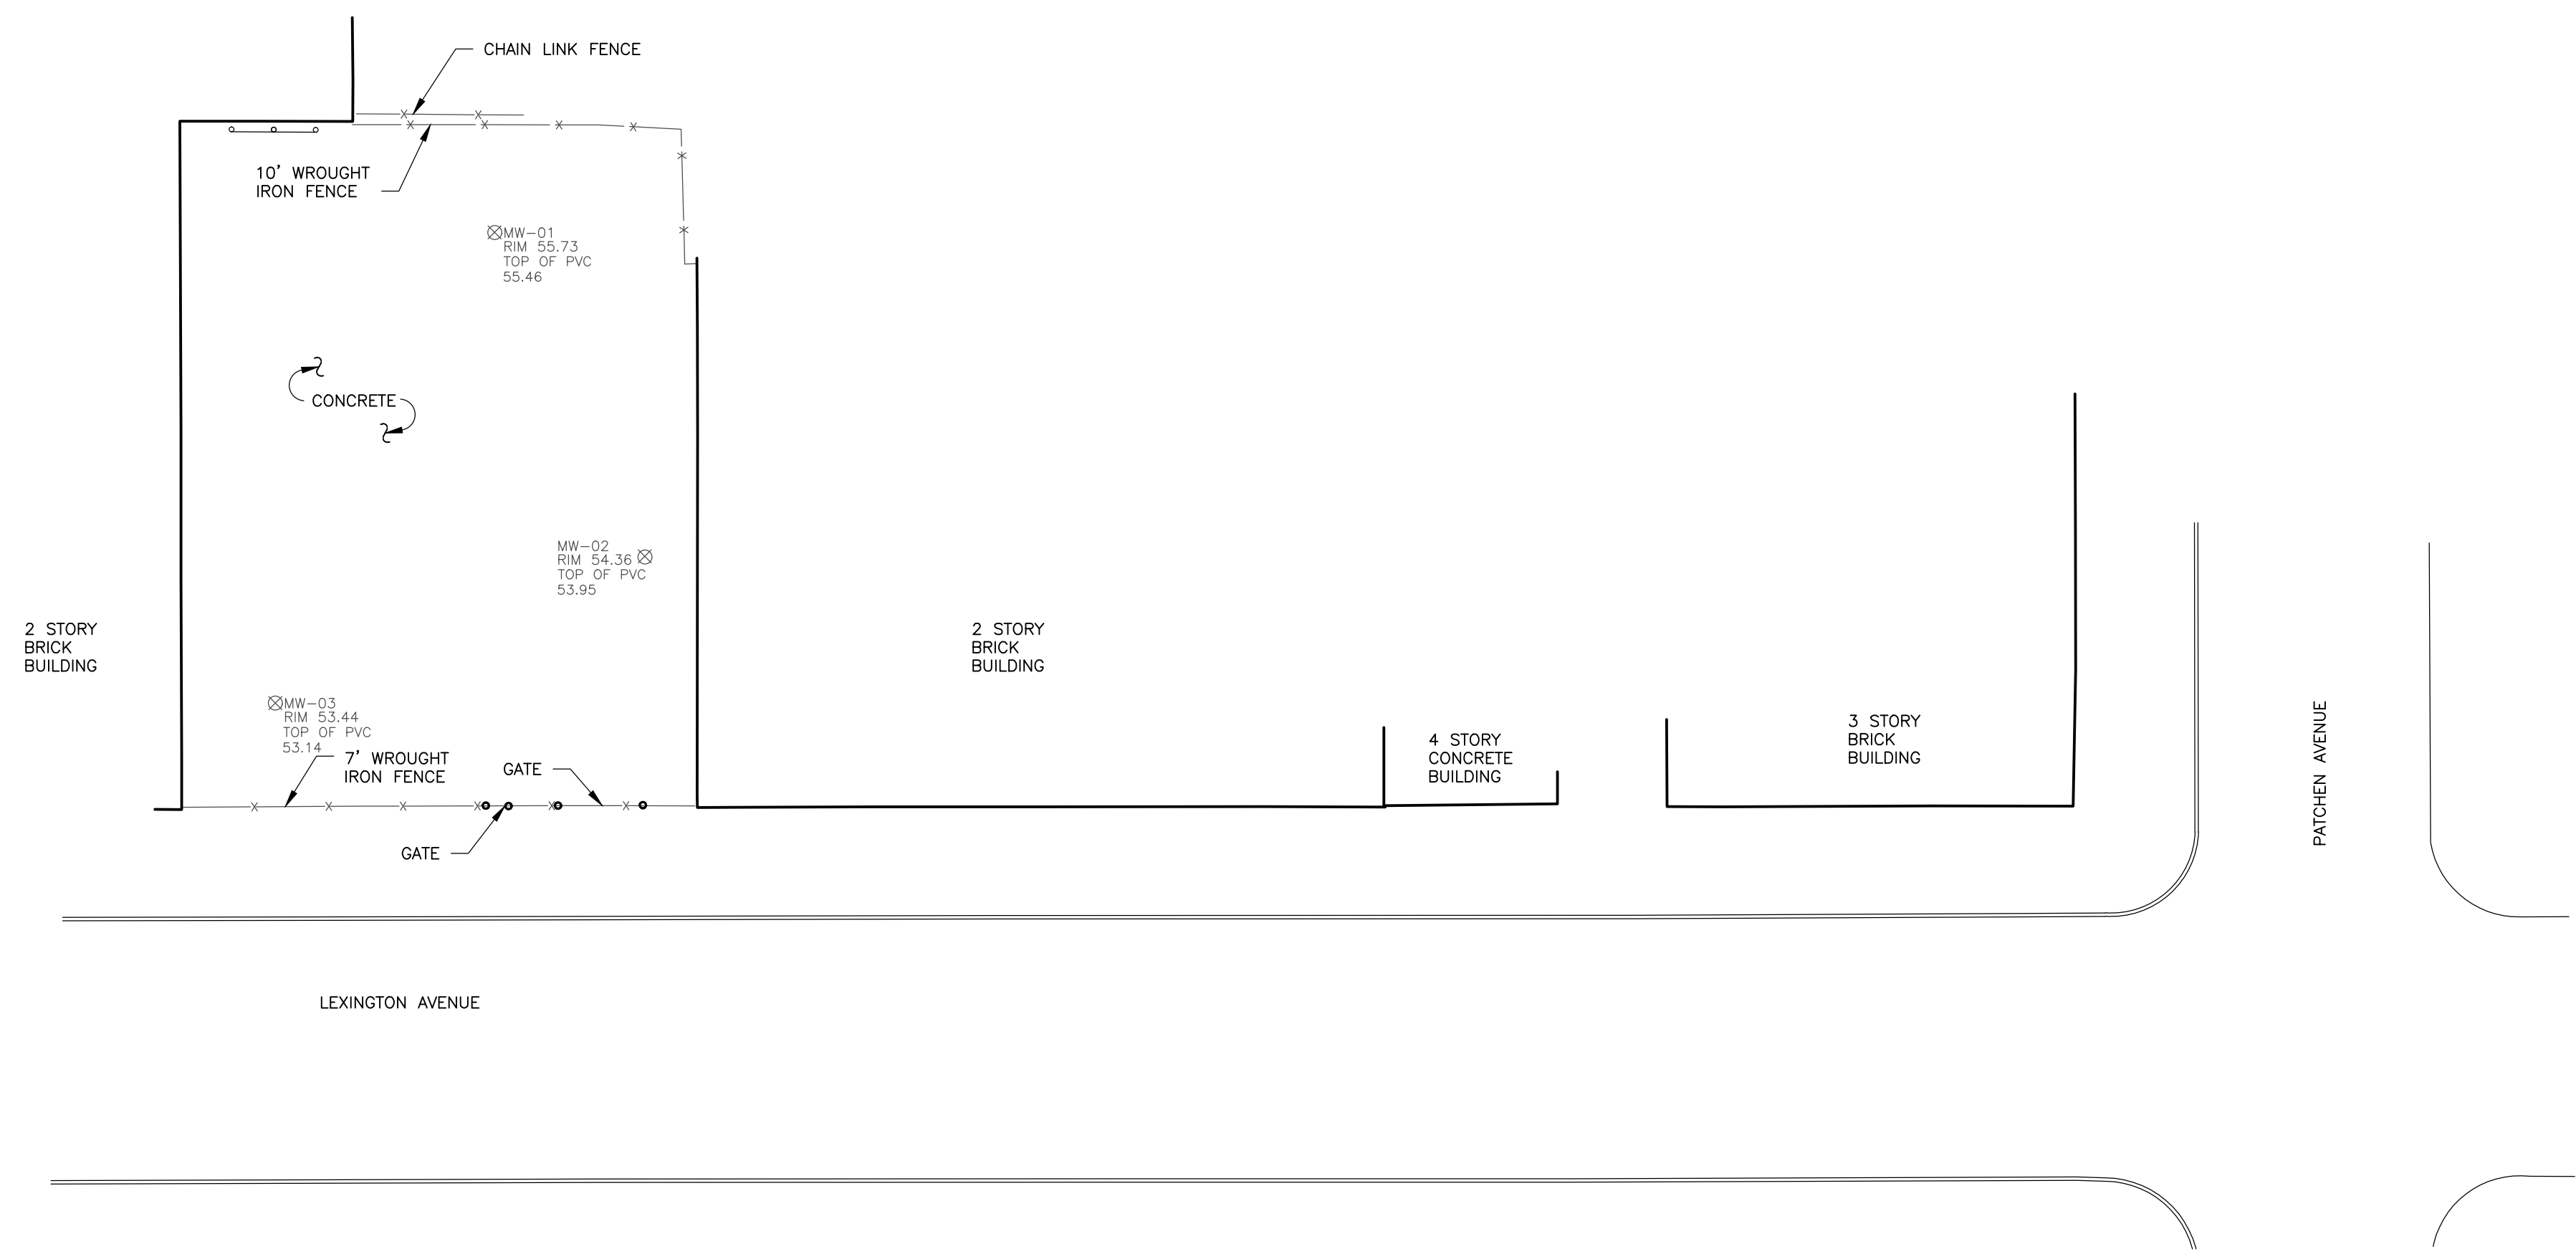 CHAIN LINK FENCE
10' WROUGHT
IRON FENCE
MW-01
RIM 55.73
TOP OF PVC
55.46
CONCRETE
MW-02
RIM 54.36
TOP OF PVC
53.95
2 STORY
BRICK
BUILDING
2 STORY
BRICK
BUILDING
MW-03
RIM 53.44
TOP OF PVC
53.14
7' WROUGHT
IRON FENCE
GATE
GATE
4 STORY
CONCRETE
BUILDING
3 STORY
BRICK
BUILDING
PATCHEN AVENUE
LEXINGTON AVENUE